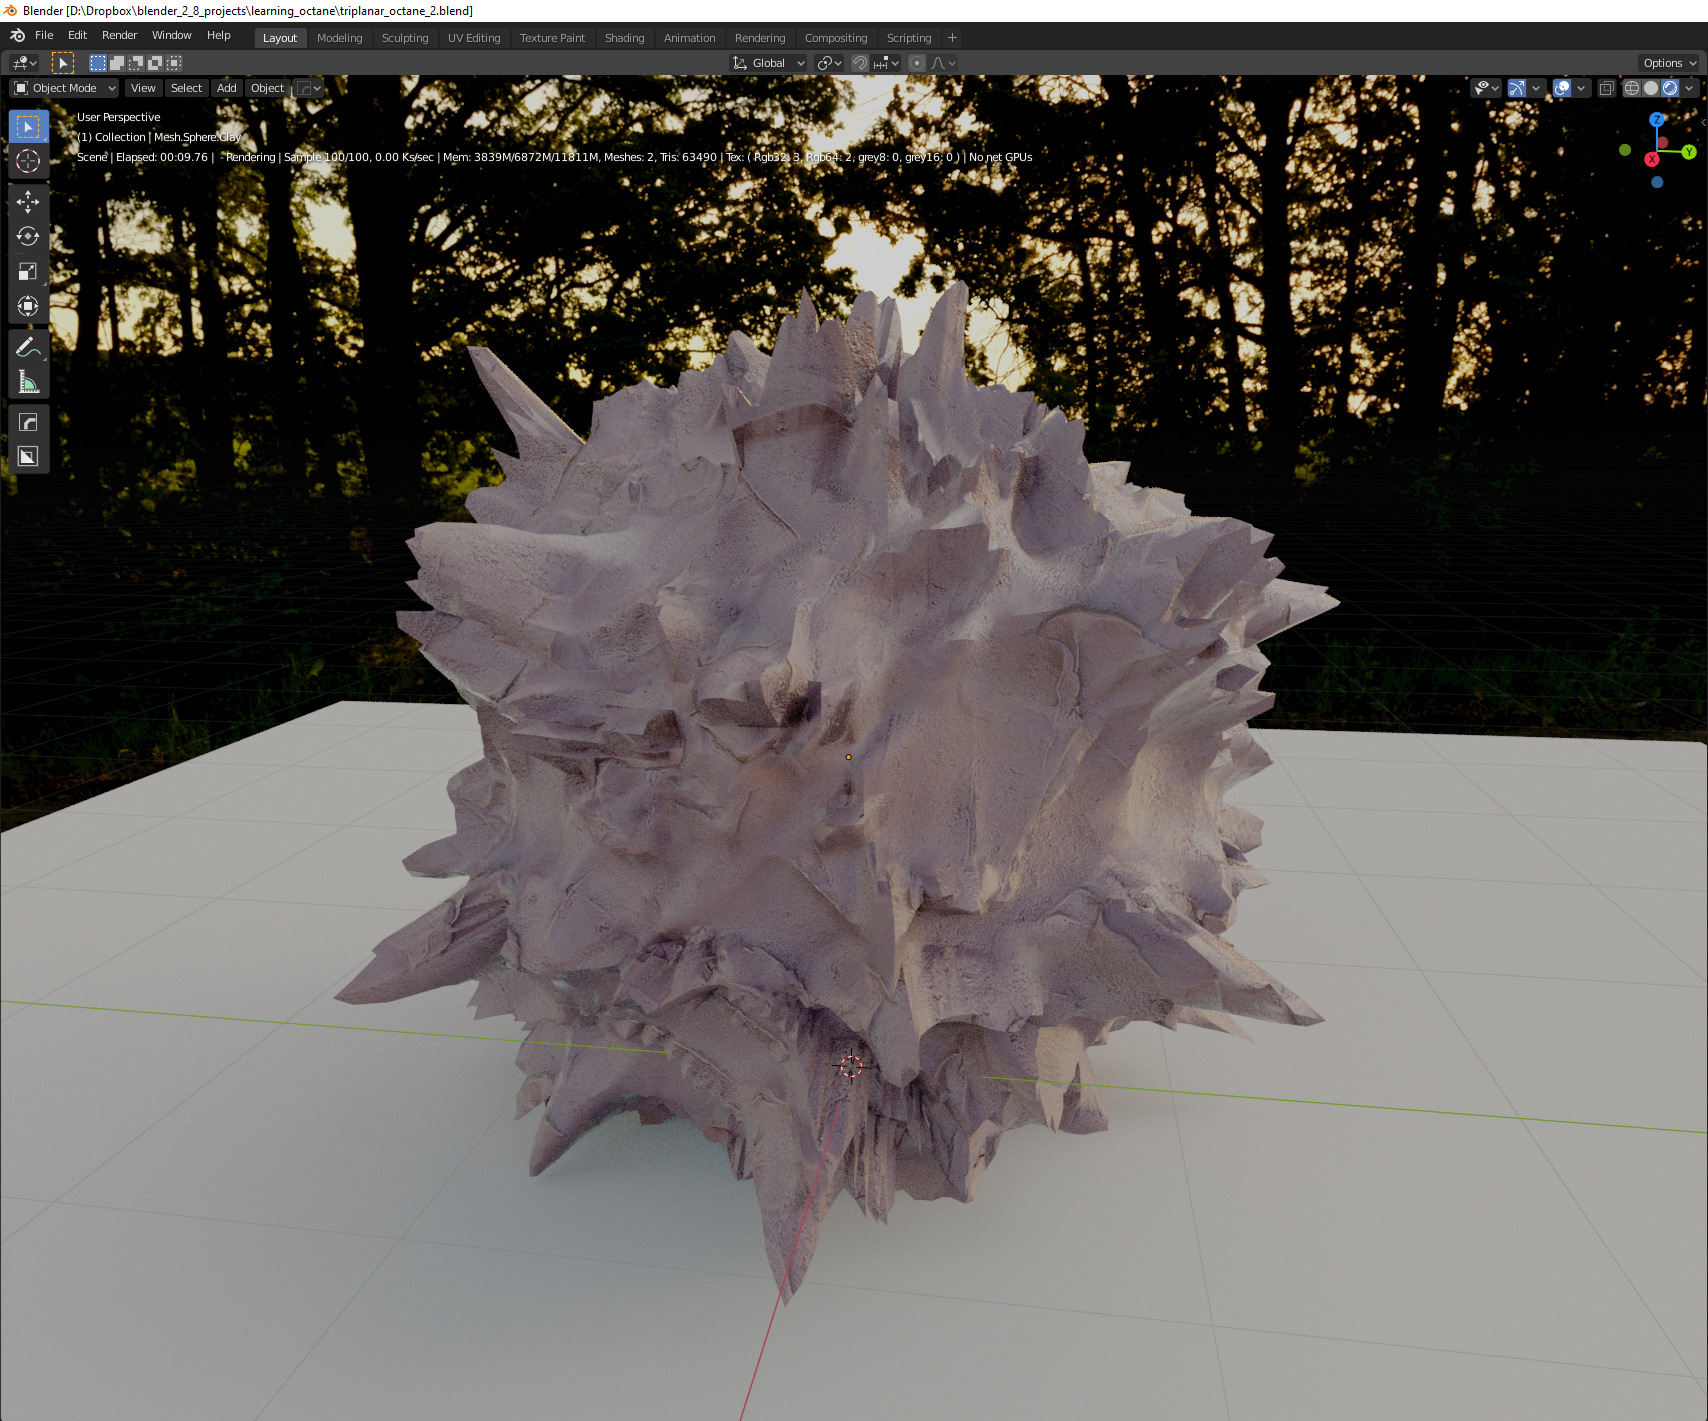 Blender [D:\Dropbox\blender_2_8_projects\learning_octane\triplanar_octane_2.blend]
File Edit Render Window Help Layout Modeling Sculpting UV Editing Texture Paint Shading Animation Rendering Compositing Scripting +
Global Options
Object Mode View Select Add Object
User Perspective
(1) Collection | Mesh.Sphere.Clay
Scene | Elapsed: 00:09.76 | Rendering | Sample 100/100, 0.00 Ks/sec | Mem: 3839M/6872M/11811M, Meshes: 2, Tris: 63490 | Tex: ( Rgb32: 3, Rgb64: 2, grey8: 0, grey16: 0 ) | No net GPUs
Z
Y
X